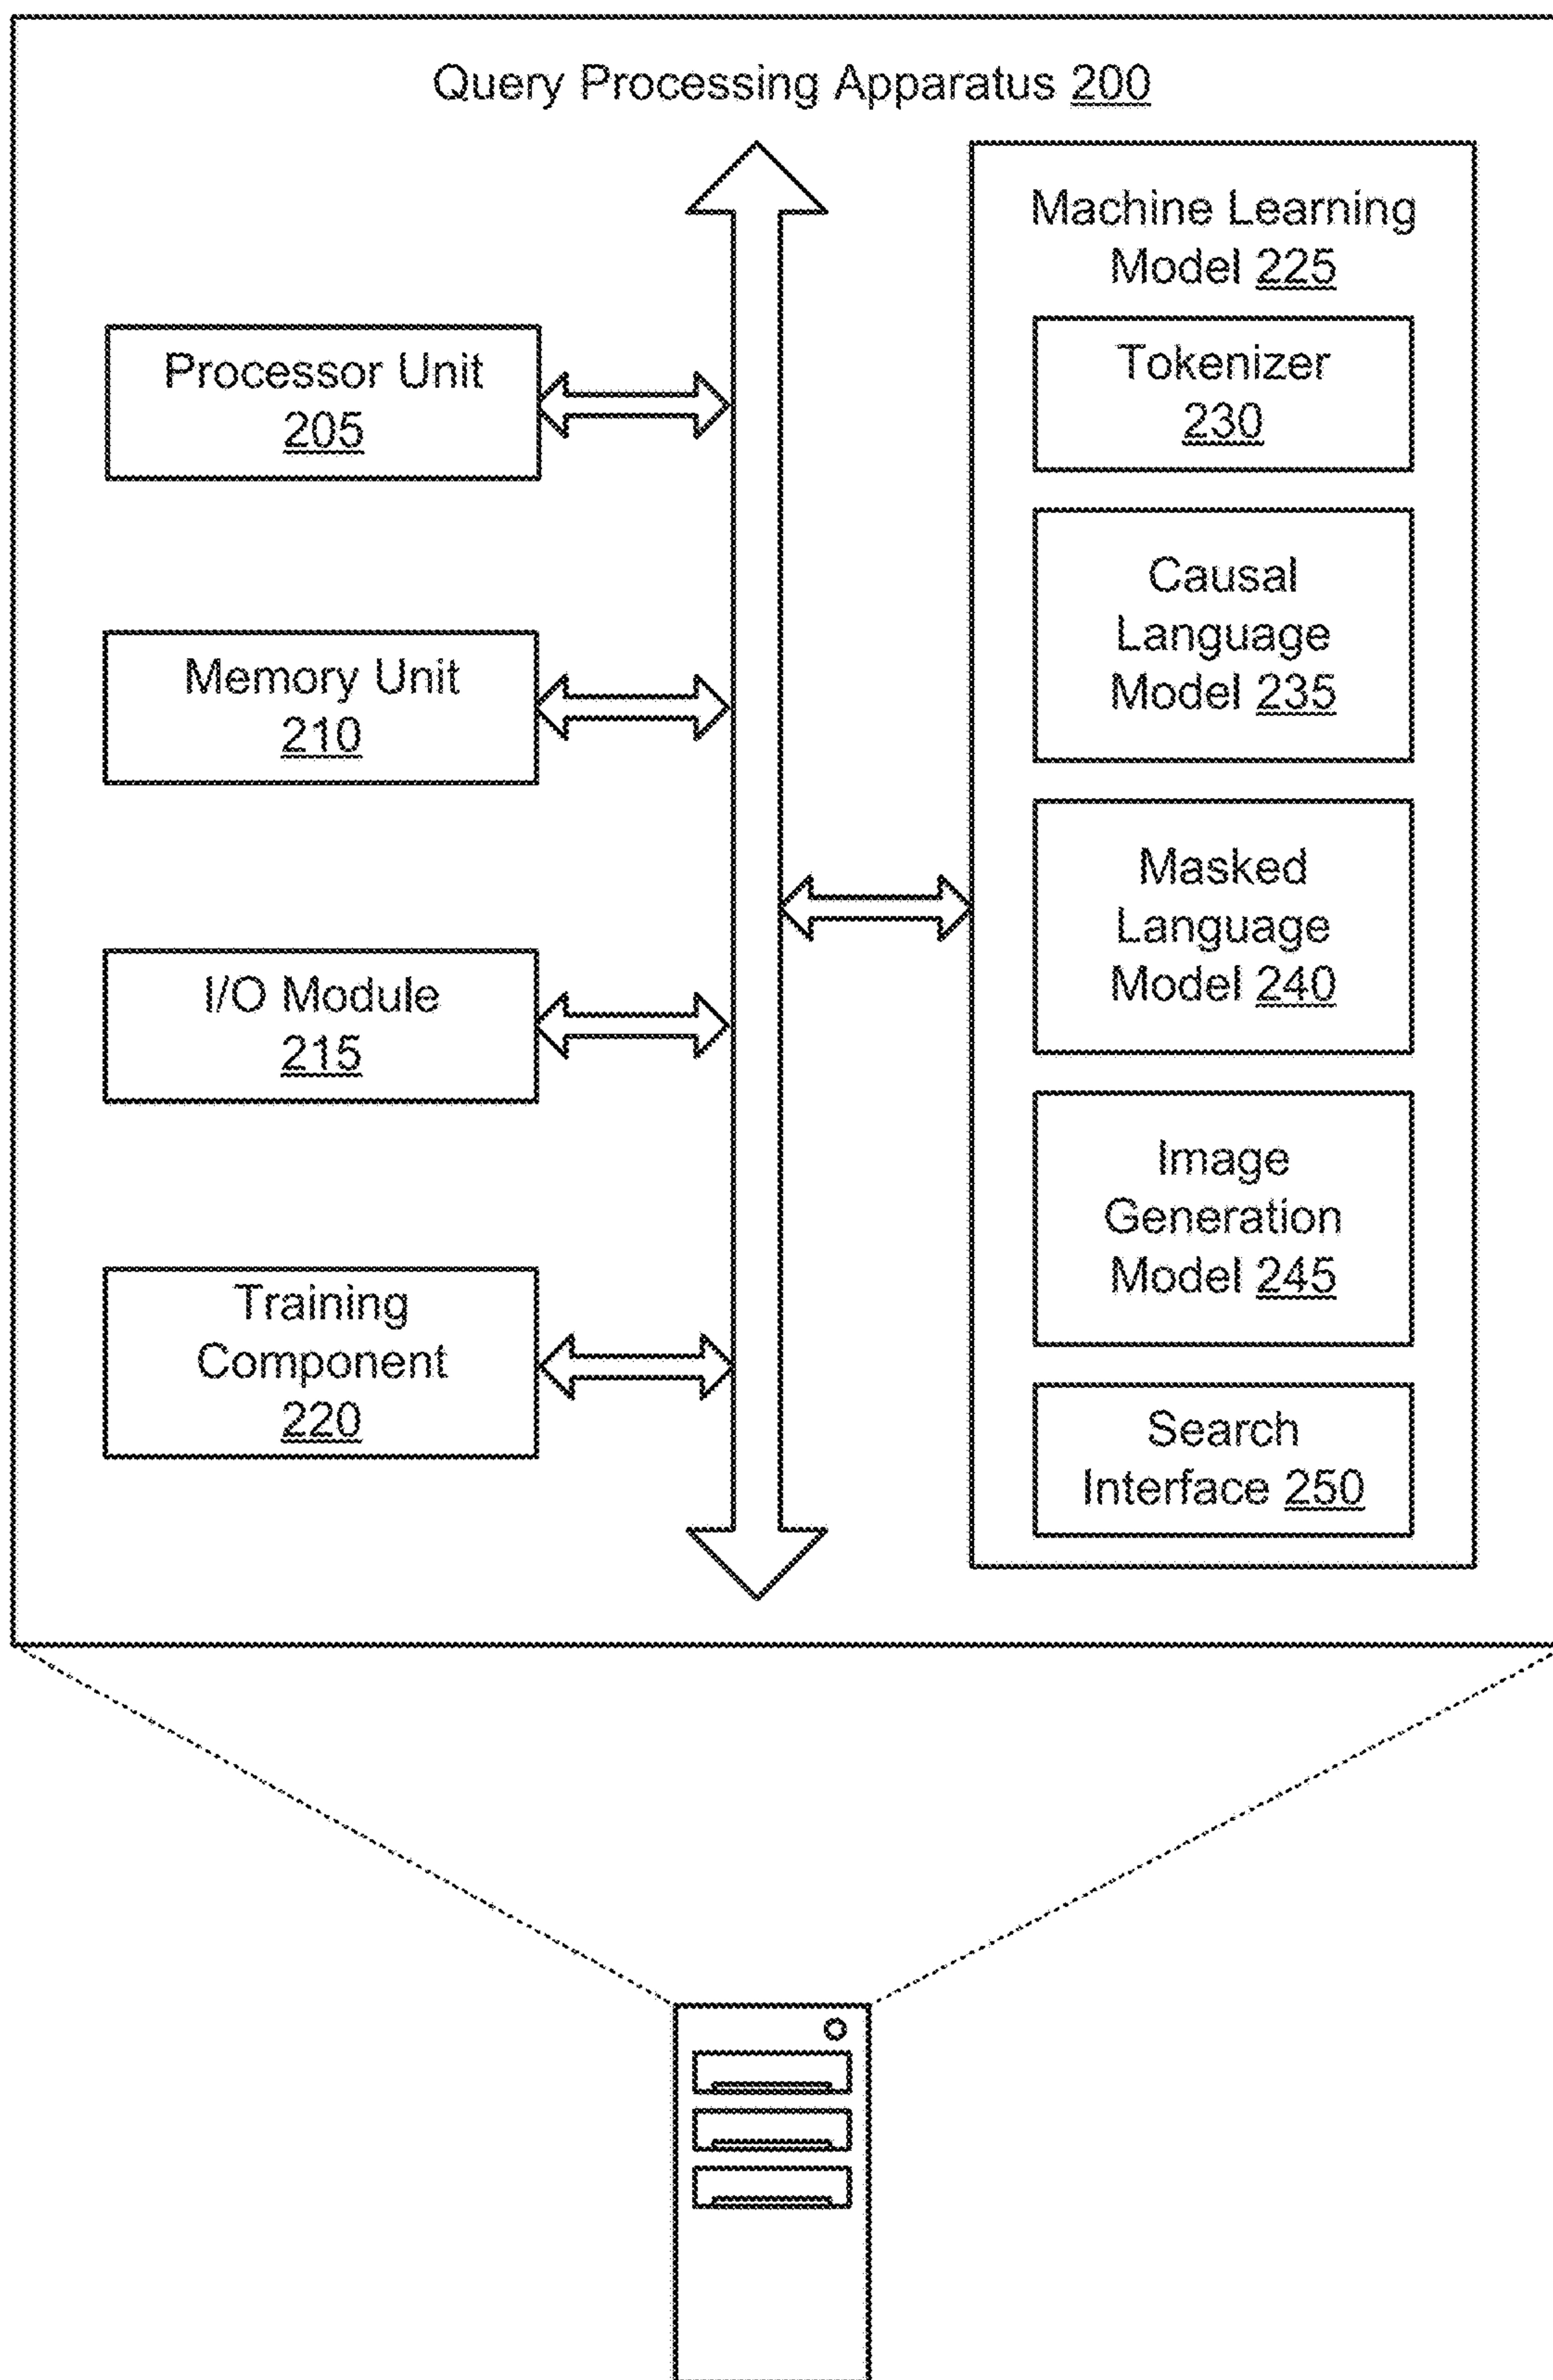 Query Processing Apparatus 200
Processor Unit
205
Memory Unit
210
I/O Module
215
Training
Component
220
Machine Learning
Model 225
Tokenizer
230
Causal
Language
Model 235
Masked
Language
Model 240
Image
Generation
Model 245
Search
Interface 250